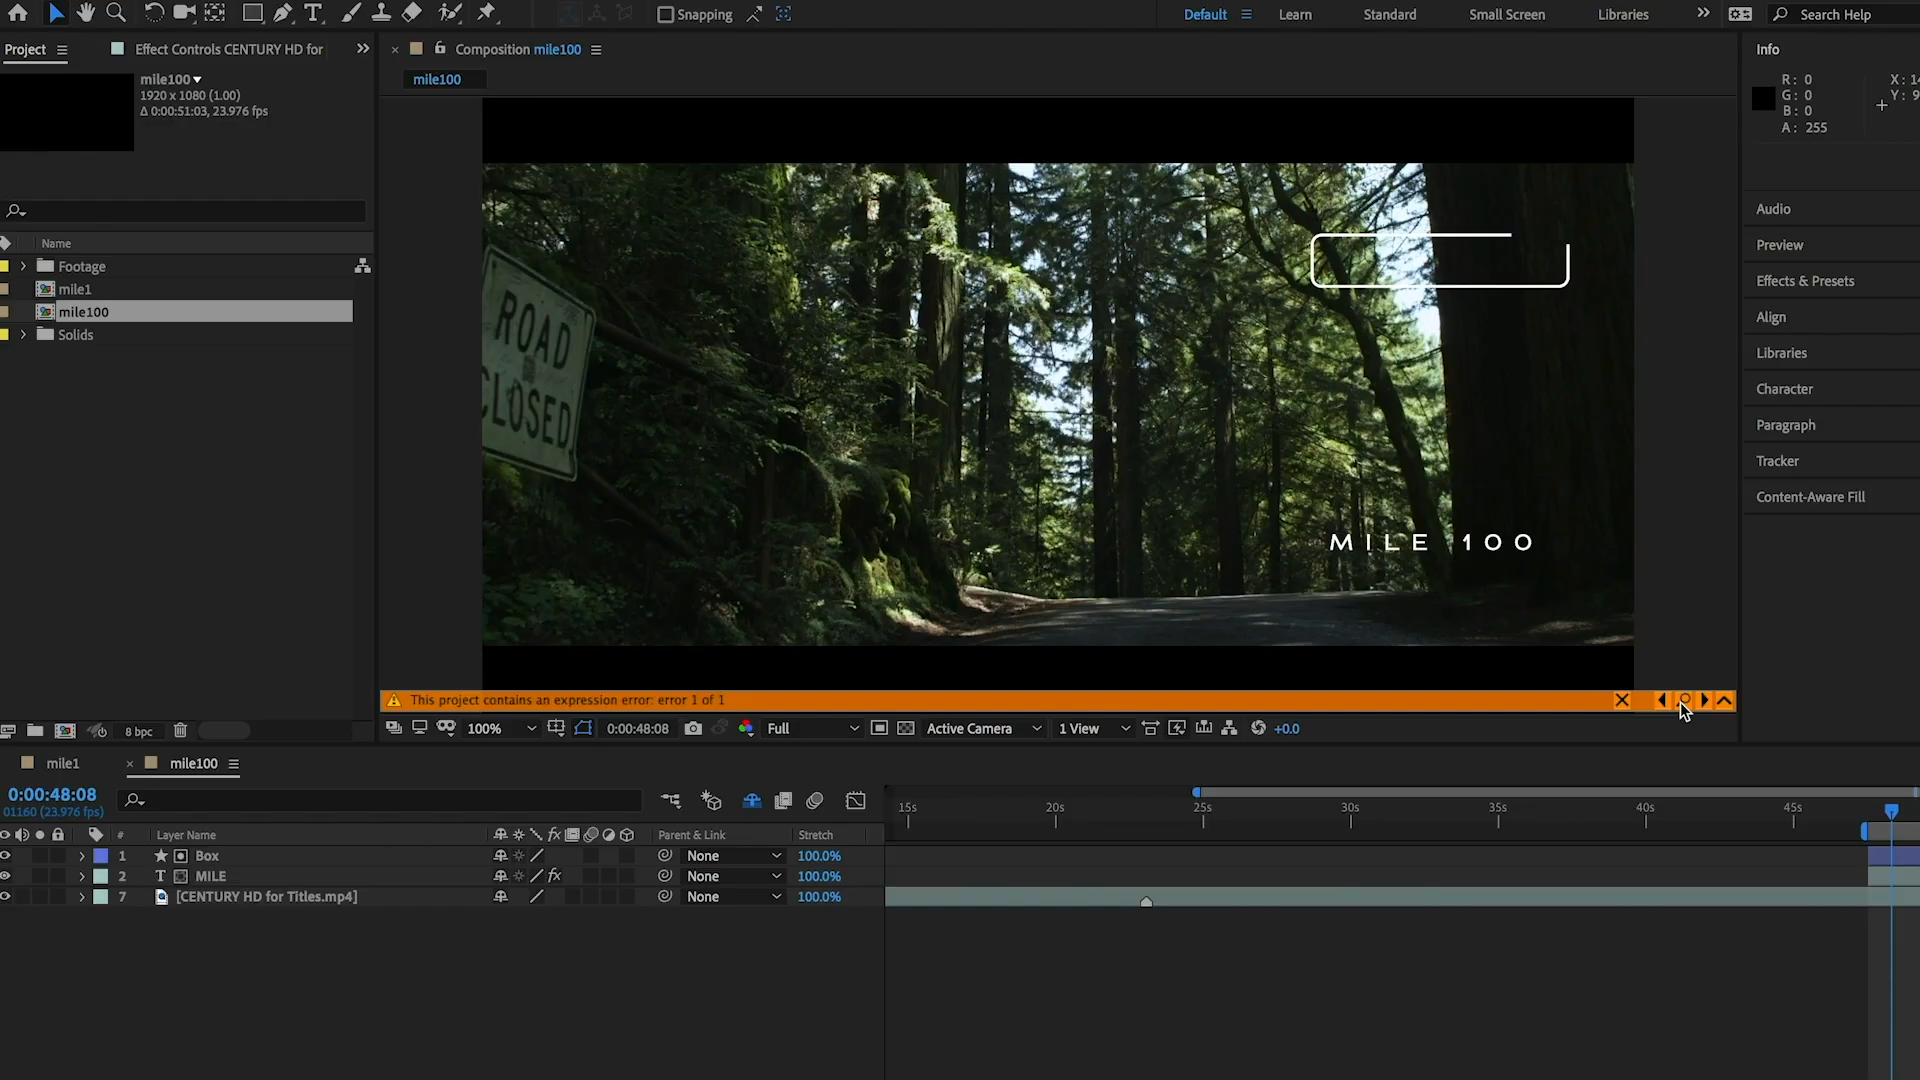 Snapping
Default
Learn
Standard
Small Screen
Libraries
Search Help
Project
Effect Controls CENTURY HD for
Composition mile100
Info
mile100
1920 x 1080 (1.00)
Δ 0:00:51:03, 23.976 fps
mile100
R: 0
G: 0
B: 0
A: 255
X: 14
Y: 9
Name
Footage
mile1
mile100
Solids
Audio
Preview
Effects & Presets
Align
Libraries
Character
Paragraph
Tracker
Content-Aware Fill
ROAD
CLOSED
MILE 100
This project contains an expression error: error 1 of 1
8 bpc
100%
0:00:48:08
Full
Active Camera
1 View
+0.0
mile1
mile100
0:00:48:08
01160 (23.976 fps)
15s
20s
25s
30s
35s
40s
45s
#
Layer Name
fx
Parent & Link
Stretch
1 Box None 100.0%
2 T MILE fx None 100.0%
7 [CENTURY HD for Titles.mp4] None 100.0%